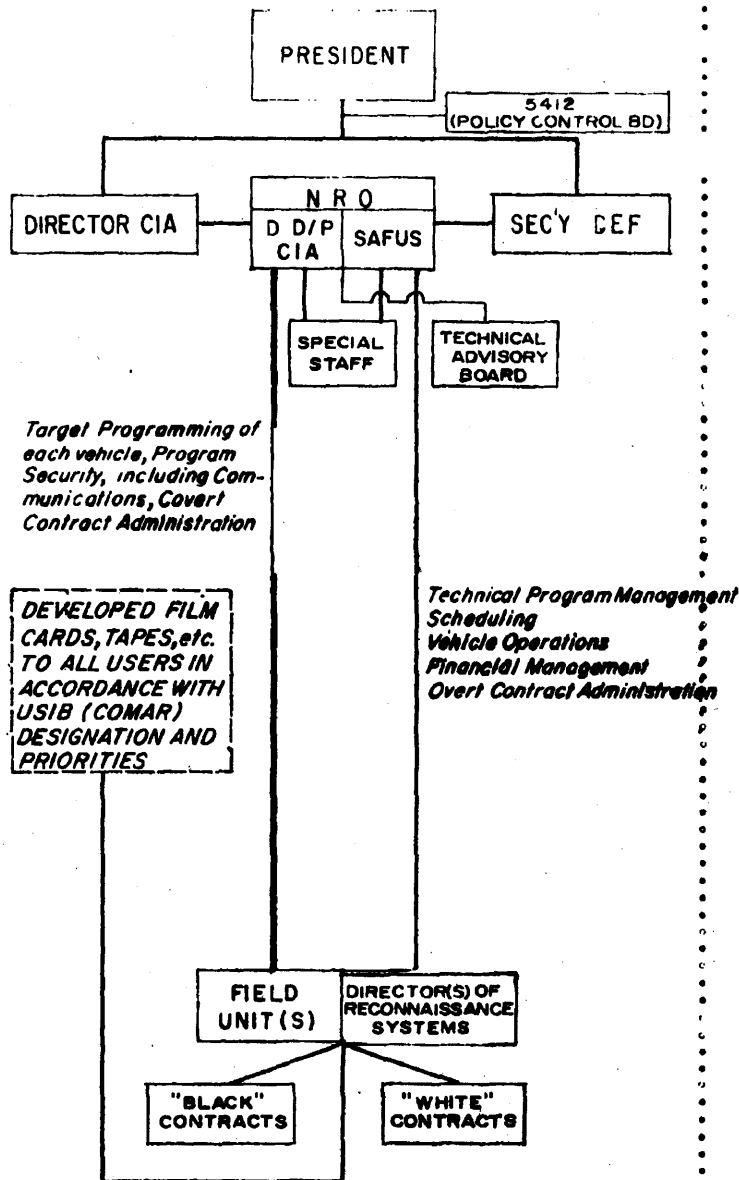 PRESIDENT
5412
(POLICY CONTROL BD)
DIRECTOR CIA
N R O
D D/P
CIA
SAFUS
SEC'Y DEF
SPECIAL
STAFF
TECHNICAL
ADVISORY
BOARD
Target Programming of
each vehicle, Program
Security, including Com-
munications, Covert
Contract Administration
DEVELOPED FILM
CARDS, TAPES, etc.
TO ALL USERS IN
ACCORDANCE WITH
USIB (COMAR)
DESIGNATION AND
PRIORITIES
Technical Program Management
Scheduling
Vehicle Operations
Financial Management
Overt Contract Administration
FIELD
UNIT(S)
DIRECTOR(S) OF
RECONNAISSANCE
SYSTEMS
"BLACK"
CONTRACTS
"WHITE"
CONTRACTS